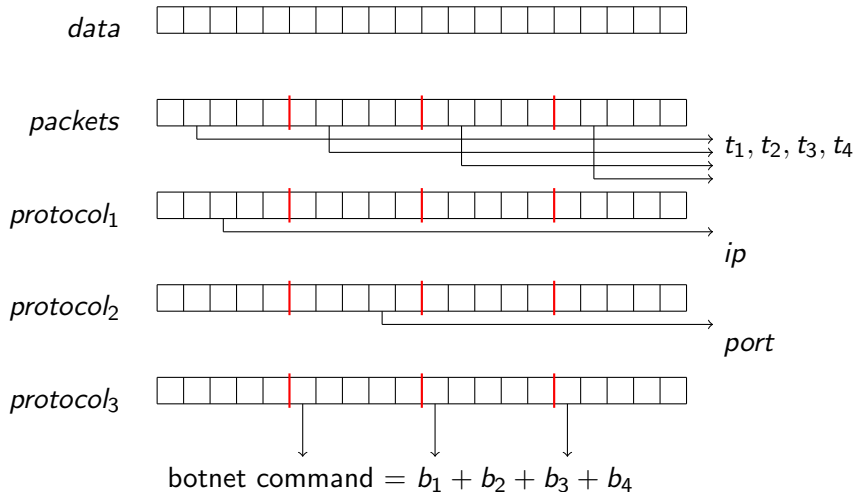 data
packets
t₁, t₂, t₃, t₄
protocol₁
ip
protocol₂
port
protocol₃
botnet command = b₁ + b₂ + b₃ + b₄